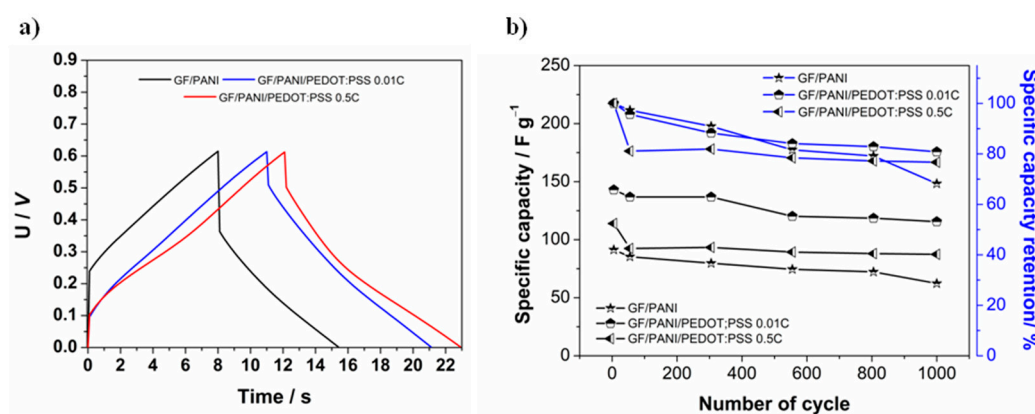 a)
0.9
0.8
0.7
0.6
0.5
0.4
0.3
0.2
0.1
0.0
U / V
GF/PANI GF/PANI/PEDOT:PSS 0.01C
GF/PANI/PEDOT:PSS 0.5C
0 2 4 6 8 10 12 14 16 18 20 22
Time / s
b)
250
200
150
100
50
0
Specific capacity / F g⁻¹
GF/PANI
GF/PANI/PEDOT:PSS 0.01C
GF/PANI/PEDOT:PSS 0.5C
GF/PANI
GF/PANI/PEDOT;PSS 0.01C
GF/PANI/PEDOT:PSS 0.5C
0 200 400 600 800 1000
Number of cycle
100
80
60
40
20
0
Specific capacity retention/ %